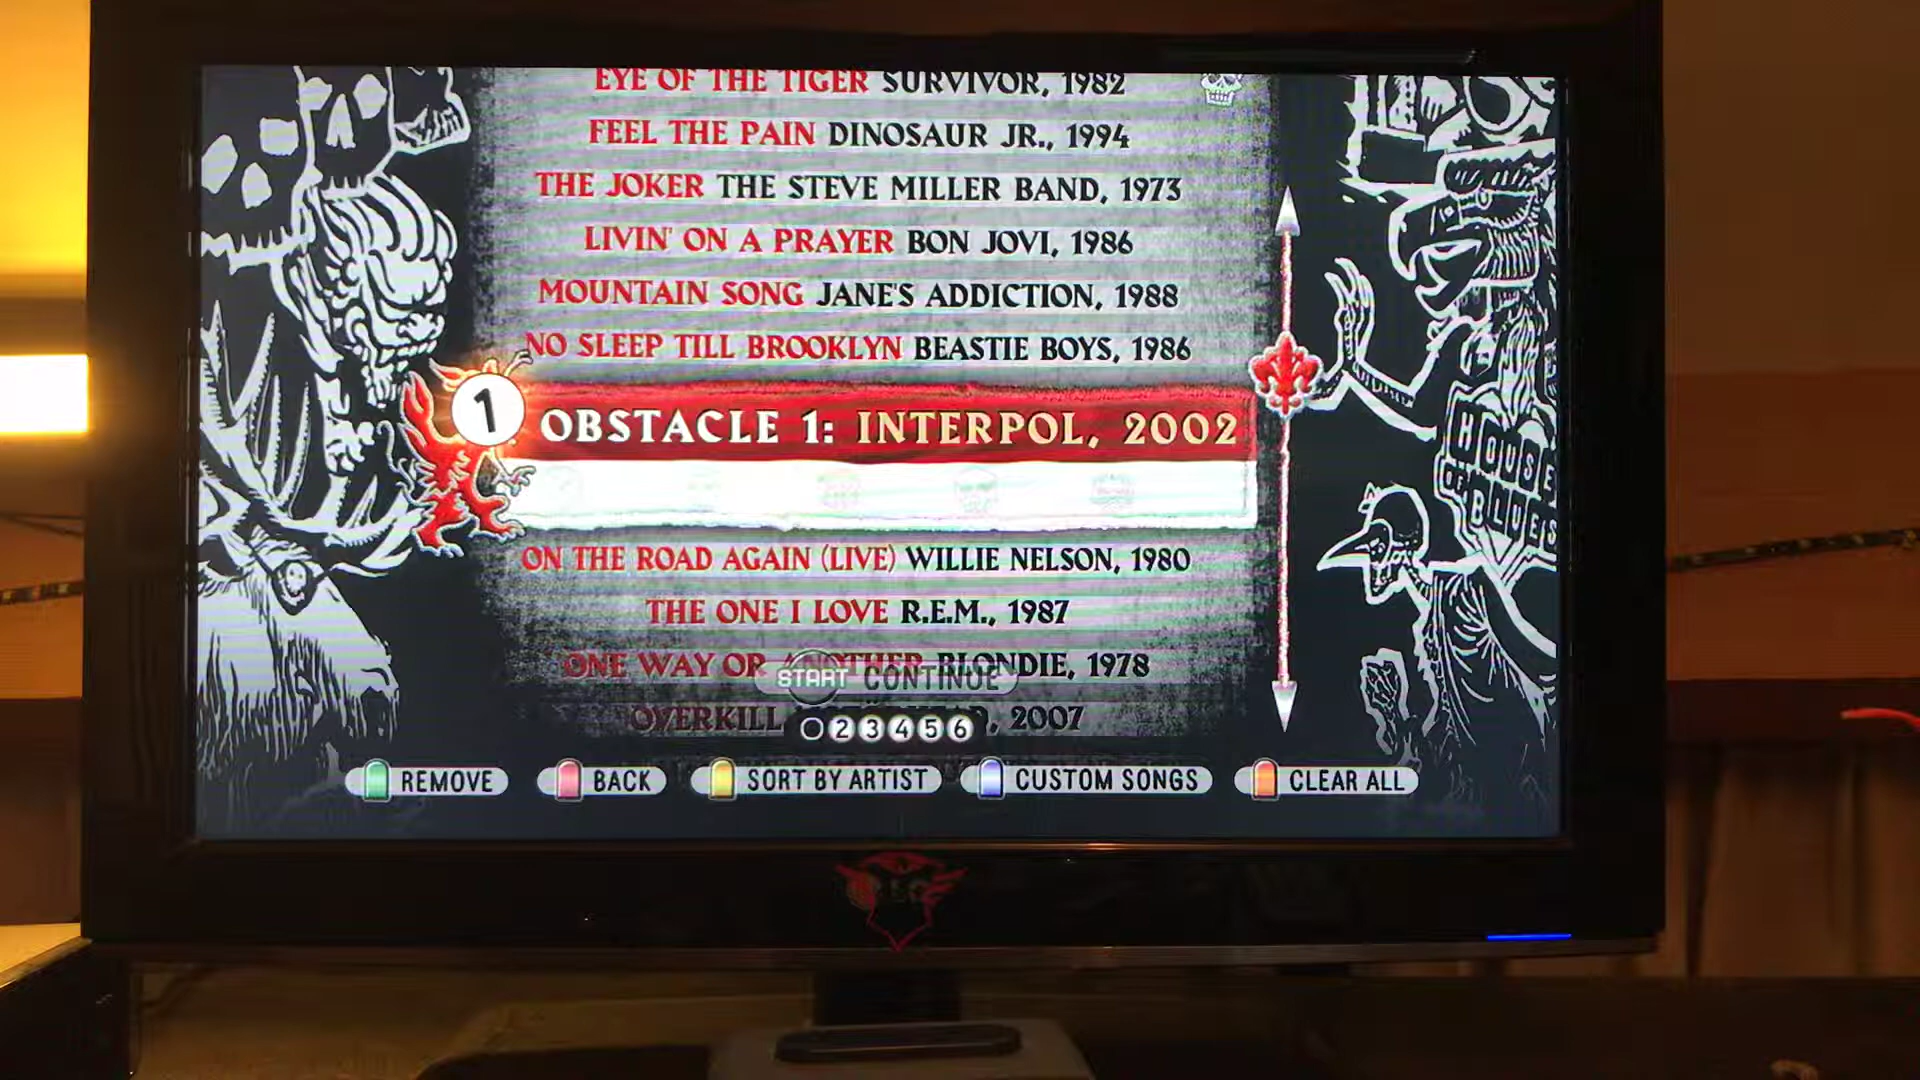 EYE OF THE TIGER SURVIVOR, 1982
FEEL THE PAIN DINOSAUR JR., 1994
THE JOKER THE STEVE MILLER BAND, 1973
LIVIN' ON A PRAYER BON JOVI, 1986
MOUNTAIN SONG JANE'S ADDICTION, 1988
NO SLEEP TILL BROOKLYN BEASTIE BOYS, 1986
1 OBSTACLE 1: INTERPOL, 2002
ON THE ROAD AGAIN (LIVE) WILLIE NELSON, 1980
THE ONE I LOVE R.E.M., 1987
ONE WAY OR ANOTHER BLONDIE, 1978
START CONTINUE
OVERKILL 2007
2 3 4 5 6
REMOVE BACK SORT BY ARTIST CUSTOM SONGS CLEAR ALL
HOUSE
OF
BLUES